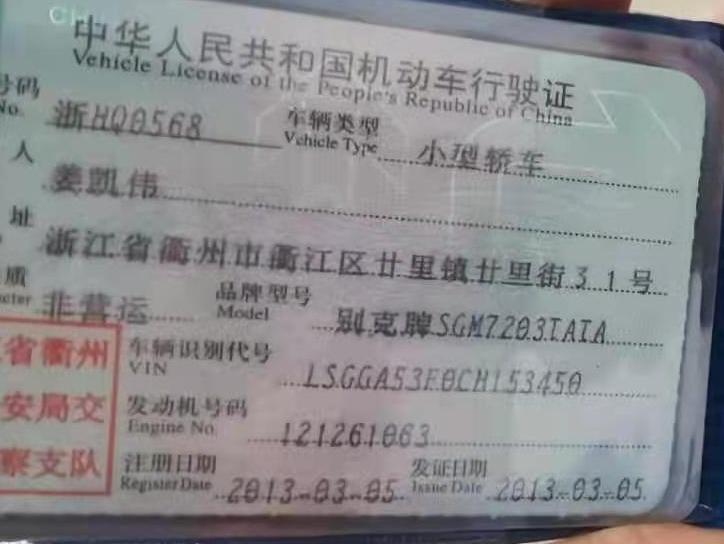 中华人民共和国机动车行驶证
Vehicle License of the People's Republic of China
号码 浙HQ0568 车辆类型 小型轿车
No. Vehicle Type
人 姜凯伟
址 浙江省衢州市衢江区廿里镇廿里街31号
质 非营运 品牌型号 别克牌SGM7203TATA
Model
省衢州 车辆识别代号 LSGGA53F0CH153450
VIN
安局交 发动机号码 121261063
Engine No.
察支队 注册日期 2013-03-05 发证日期 2013-03-05
Register Date Issue Date